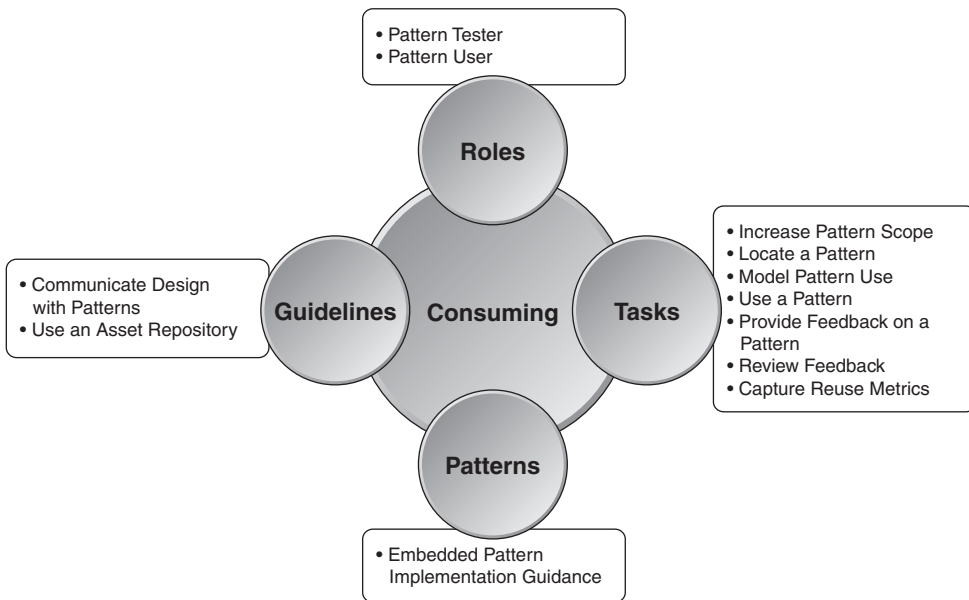 • Pattern Tester
• Pattern User
Roles
• Increase Pattern Scope
• Locate a Pattern
• Model Pattern Use
• Use a Pattern
• Provide Feedback on a
Pattern
• Review Feedback
• Capture Reuse Metrics
• Communicate Design
with Patterns
• Use an Asset Repository
Guidelines
Consuming
Tasks
Patterns
• Embedded Pattern
Implementation Guidance